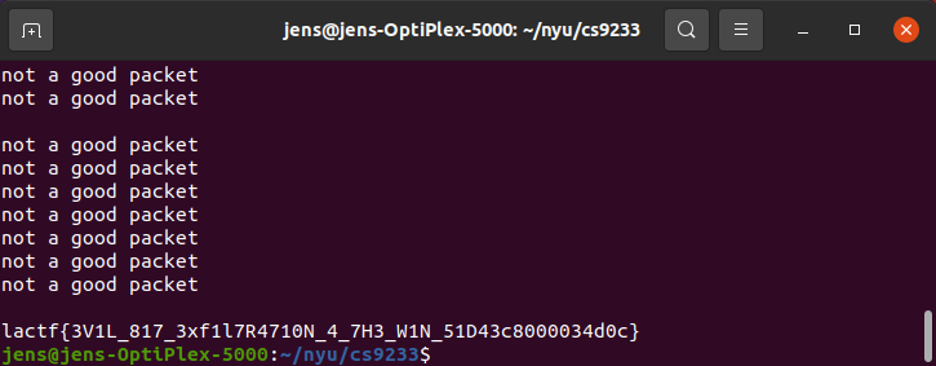 jens@jens-OptiPlex-5000: ~/nyu/cs9233
not a good packet
not a good packet
not a good packet
not a good packet
not a good packet
not a good packet
not a good packet
not a good packet
not a good packet
lactf{3V1L_817_3xf1l7R4710N_4_7H3_W1N_51D43c8000034d0c}
jens@jens-OptiPlex-5000:~/nyu/cs9233$